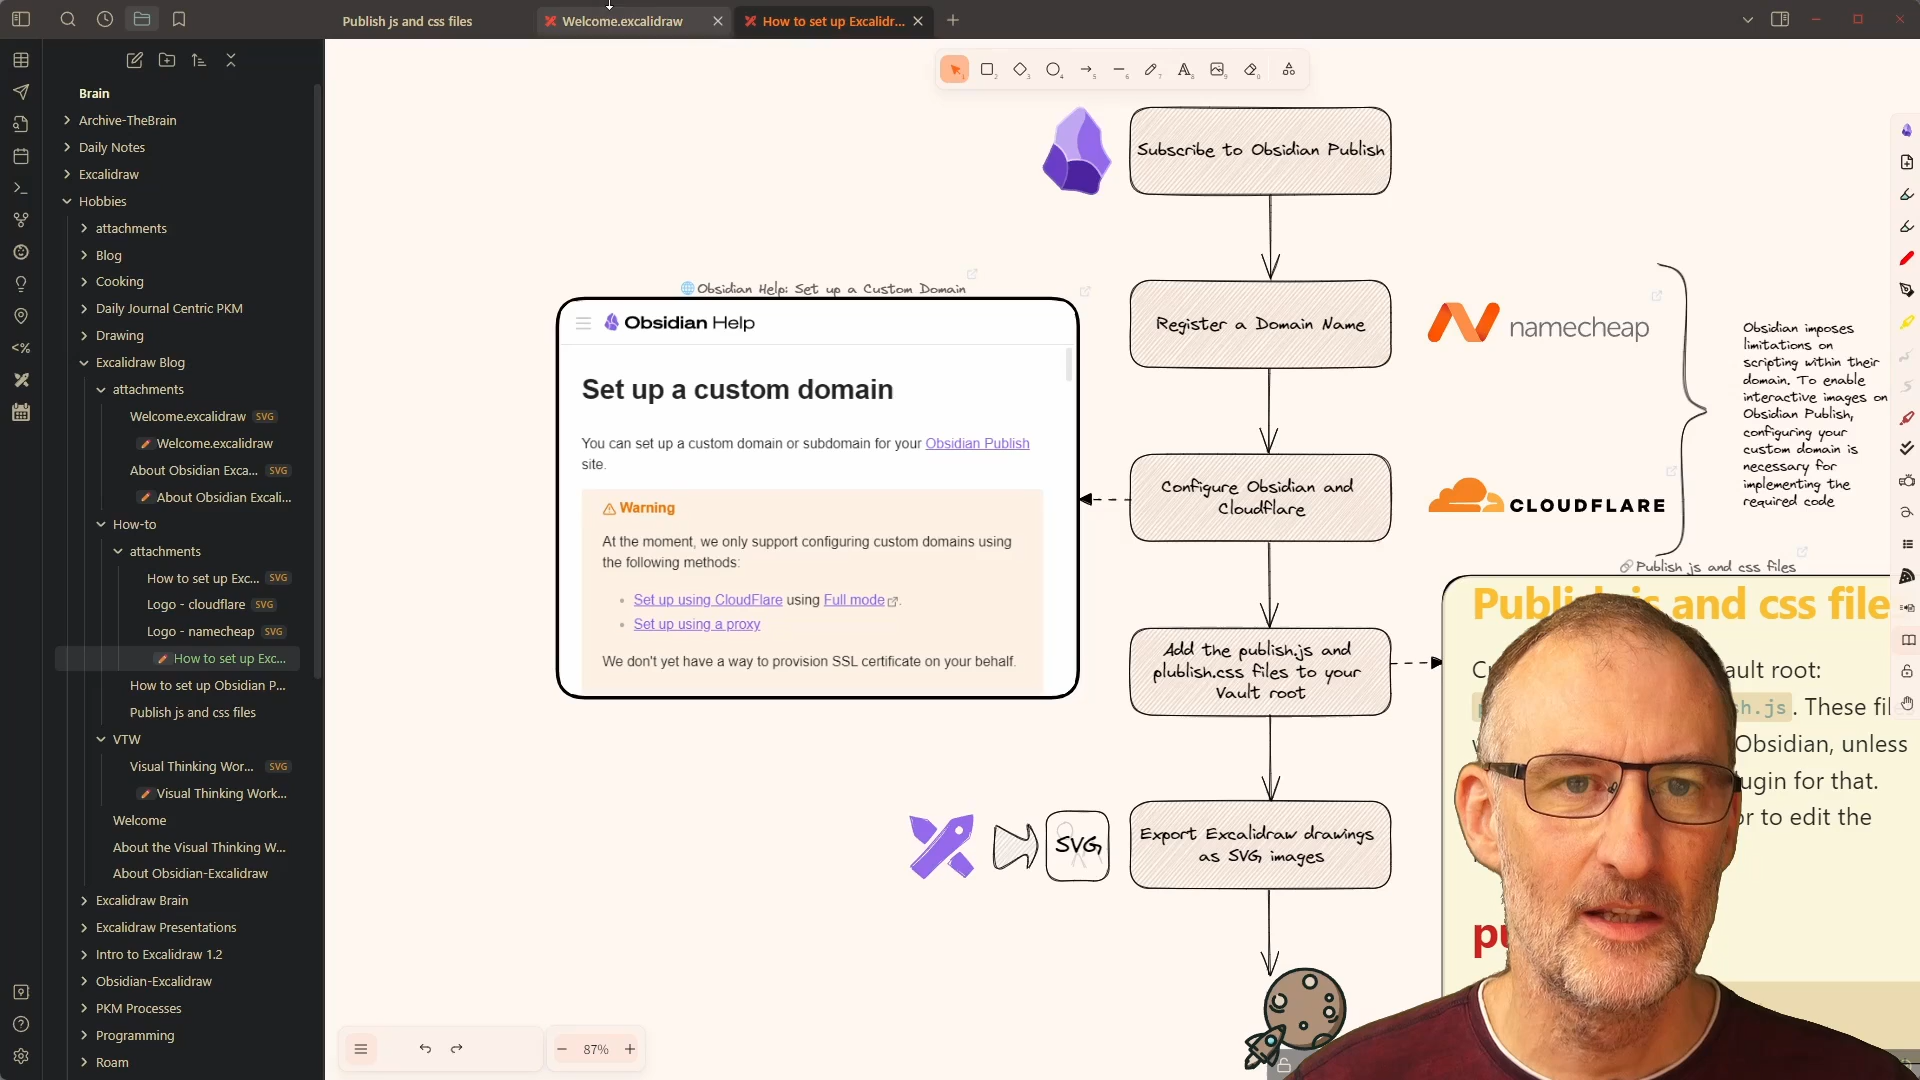 Publish js and css files
Welcome.excalidraw
How to set up Excalidr...
Brain
Archive-TheBrain
Daily Notes
Excalidraw
Hobbies
attachments
Blog
Cooking
Daily Journal Centric PKM
Drawing
Excalidraw Blog
attachments
Welcome.excalidraw SVG
Welcome.excalidraw
About Obsidian Exca... SVG
About Obsidian Excali...
How-to
attachments
How to set up Exc... SVG
Logo - cloudflare SVG
Logo - namecheap SVG
How to set up Exc...
How to set up Obsidian P...
Publish js and css files
VTW
Visual Thinking Wor... SVG
Visual Thinking Work...
Welcome
About the Visual Thinking W...
About Obsidian-Excalidraw
Excalidraw Brain
Excalidraw Presentations
Intro to Excalidraw 1.2
Obsidian-Excalidraw
PKM Processes
Programming
Roam
Subscribe to Obsidian Publish
Register a Domain Name
Configure Obsidian and
Cloudflare
Add the publish.js and
plublish.css files to your
Vault root
Export Excalidraw drawings
as SVG images
SVG
Obsidian Help: Set up a Custom Domain
Obsidian Help
Set up a custom domain
You can set up a custom domain or subdomain for your Obsidian Publish
site.
Warning
At the moment, we only support configuring custom domains using
the following methods:
• Set up using CloudFlare using Full mode.
• Set up using a proxy
We don't yet have a way to provision SSL certificate on your behalf.
namecheap
CLOUDFLARE
Obsidian imposes
limitations on
scripting within their
domain. To enable
interactive images on
Obsidian Publish,
configuring your
custom domain is
necessary for
implementing the
required code
Publish js and css files
and css file
ault root:
sh.js. These fil
Obsidian, unless
ugin for that.
or to edit the
87%